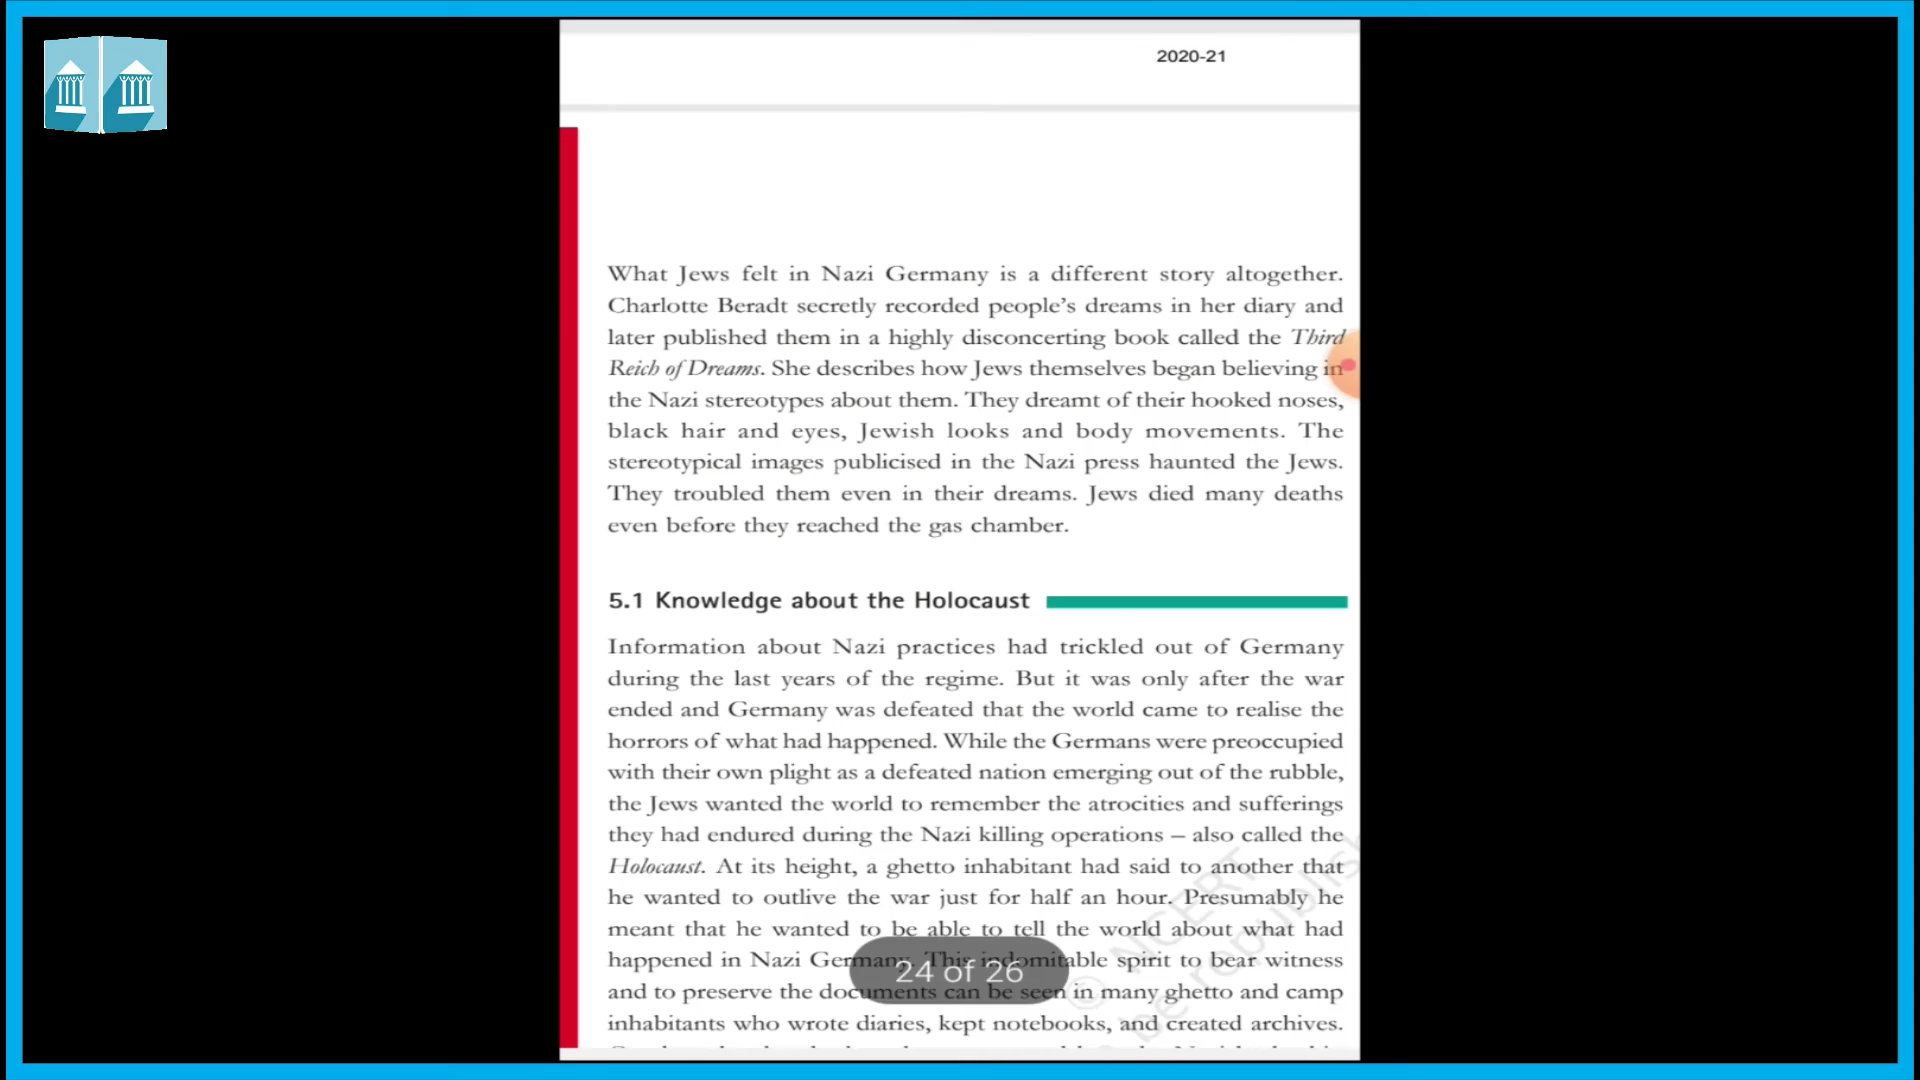 2020-21
What Jews felt in Nazi Germany is a different story altogether.
Charlotte Beradt secretly recorded people's dreams in her diary and
later published them in a highly disconcerting book called the Third
Reich of Dreams. She describes how Jews themselves began believing in
the Nazi stereotypes about them. They dreamt of their hooked noses,
black hair and eyes, Jewish looks and body movements. The
stereotypical images publicised in the Nazi press haunted the Jews.
They troubled them even in their dreams. Jews died many deaths
even before they reached the gas chamber.
5.1 Knowledge about the Holocaust
Information about Nazi practices had trickled out of Germany
during the last years of the regime. But it was only after the war
ended and Germany was defeated that the world came to realise the
horrors of what had happened. While the Germans were preoccupied
with their own plight as a defeated nation emerging out of the rubble,
the Jews wanted the world to remember the atrocities and sufferings
they had endured during the Nazi killing operations – also called the
Holocaust. At its height, a ghetto inhabitant had said to another that
he wanted to outlive the war just for half an hour. Presumably he
meant that he wanted to be able to tell the world about what had
happened in Nazi Germany. This indomitable spirit to bear witness
and to preserve the documents can be seen in many ghetto and camp
inhabitants who wrote diaries, kept notebooks, and created archives.
24 of 26
© NCERT
be republish